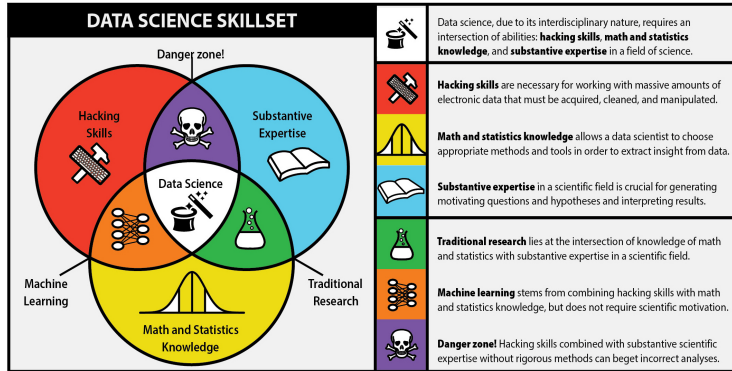 DATA SCIENCE SKILLSET
Danger zone!
Hacking
Skills
Substantive
Expertise
Data Science
Machine
Learning
Traditional
Research
Math and Statistics
Knowledge
Data science, due to its interdisciplinary nature, requires an
intersection of abilities: hacking skills, math and statistics
knowledge, and substantive expertise in a field of science.
Hacking skills are necessary for working with massive amounts of
electronic data that must be acquired, cleaned, and manipulated.
Math and statistics knowledge allows a data scientist to choose
appropriate methods and tools in order to extract insight from data.
Substantive expertise in a scientific field is crucial for generating
motivating questions and hypotheses and interpreting results.
Traditional research lies at the intersection of knowledge of math
and statistics with substantive expertise in a scientific field.
Machine learning stems from combining hacking skills with math
and statistics knowledge, but does not require scientific motivation.
Danger zone! Hacking skills combined with substantive scientific
expertise without rigorous methods can beget incorrect analyses.